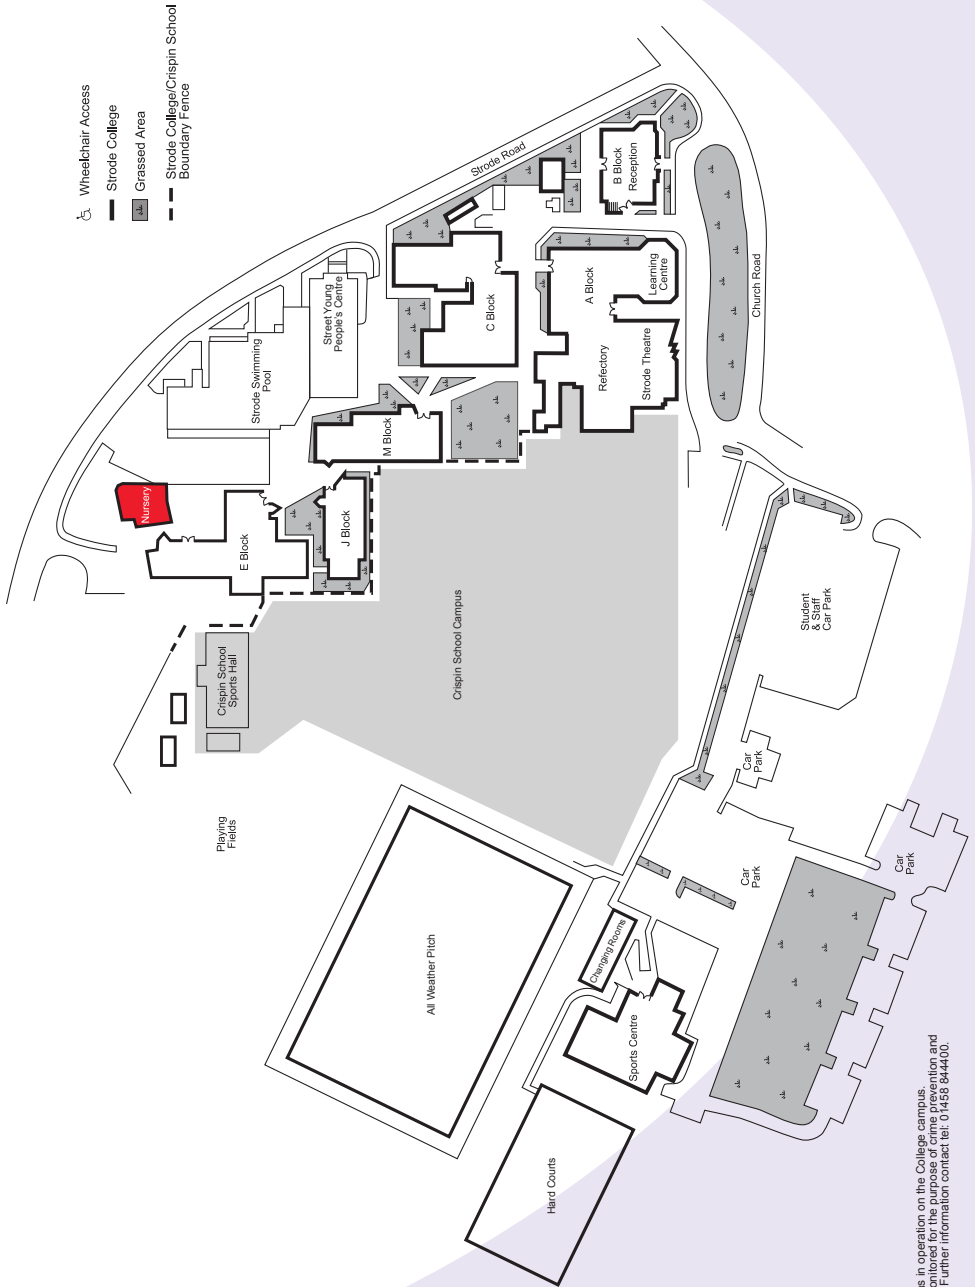 Wheelchair Access
Strode College
Grassed Area
Strode College/Crispin School
Boundary Fence
Strode Road
B Block
Reception
Church Road
Street Young
People's Centre
Strode Swimming
Pool
C Block
A Block
Learning
Centre
Refectory
Strode Theatre
M Block
Nursery
E Block
J Block
Crispin School
Sports Hall
Crispin School Campus
Student
& Staff
Car Park
Playing
Fields
Car
Park
Car
Park
Car
Park
All Weather Pitch
Changing Rooms
Sports Centre
Hard Courts
in operation on the College campus.
for the purpose of crime prevention and
Further information contact tel: 01458 844400.